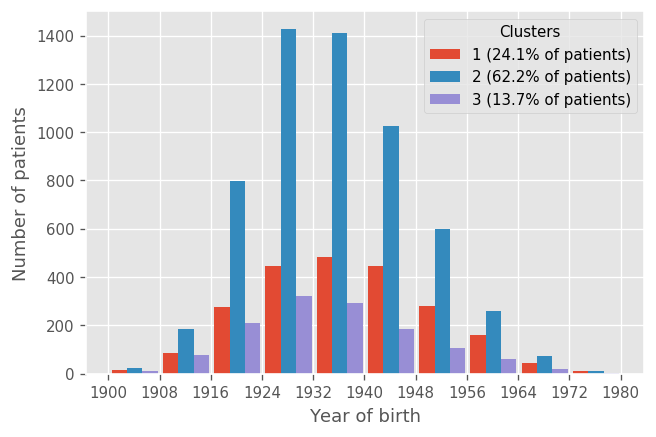 Clusters
1 (24.1% of patients)
2 (62.2% of patients)
3 (13.7% of patients)
Number of patients
1400
1200
1000
800
600
400
200
0
1900 1908 1916 1924 1932 1940 1948 1956 1964 1972 1980
Year of birth